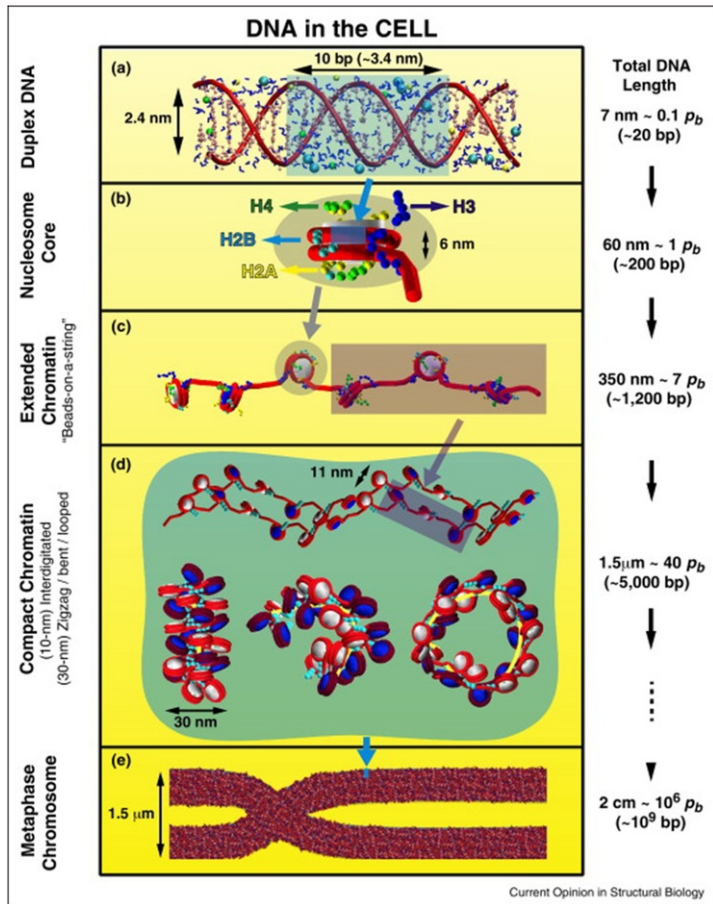 DNA in the CELL
Duplex DNA
(a)
10 bp (~3.4 nm)
2.4 nm
Total DNA
Length
7 nm ~ 0.1 pb
(~20 bp)
Nucleosome
Core
(b)
H4
H3
H2B
6 nm
H2A
60 nm ~ 1 pb
(~200 bp)
Extended
Chromatin
"Beads-on-a-string"
(c)
350 nm ~ 7 pb
(~1,200 bp)
Compact Chromatin
(10-nm) Interdigitated
(30-nm) Zigzag / bent / looped
(d)
11 nm
30 nm
1.5μm ~ 40 pb
(~5,000 bp)
Metaphase
Chromosome
(e)
1.5 μm
2 cm ~ 10⁶ pb
(~10⁹ bp)
Current Opinion in Structural Biology